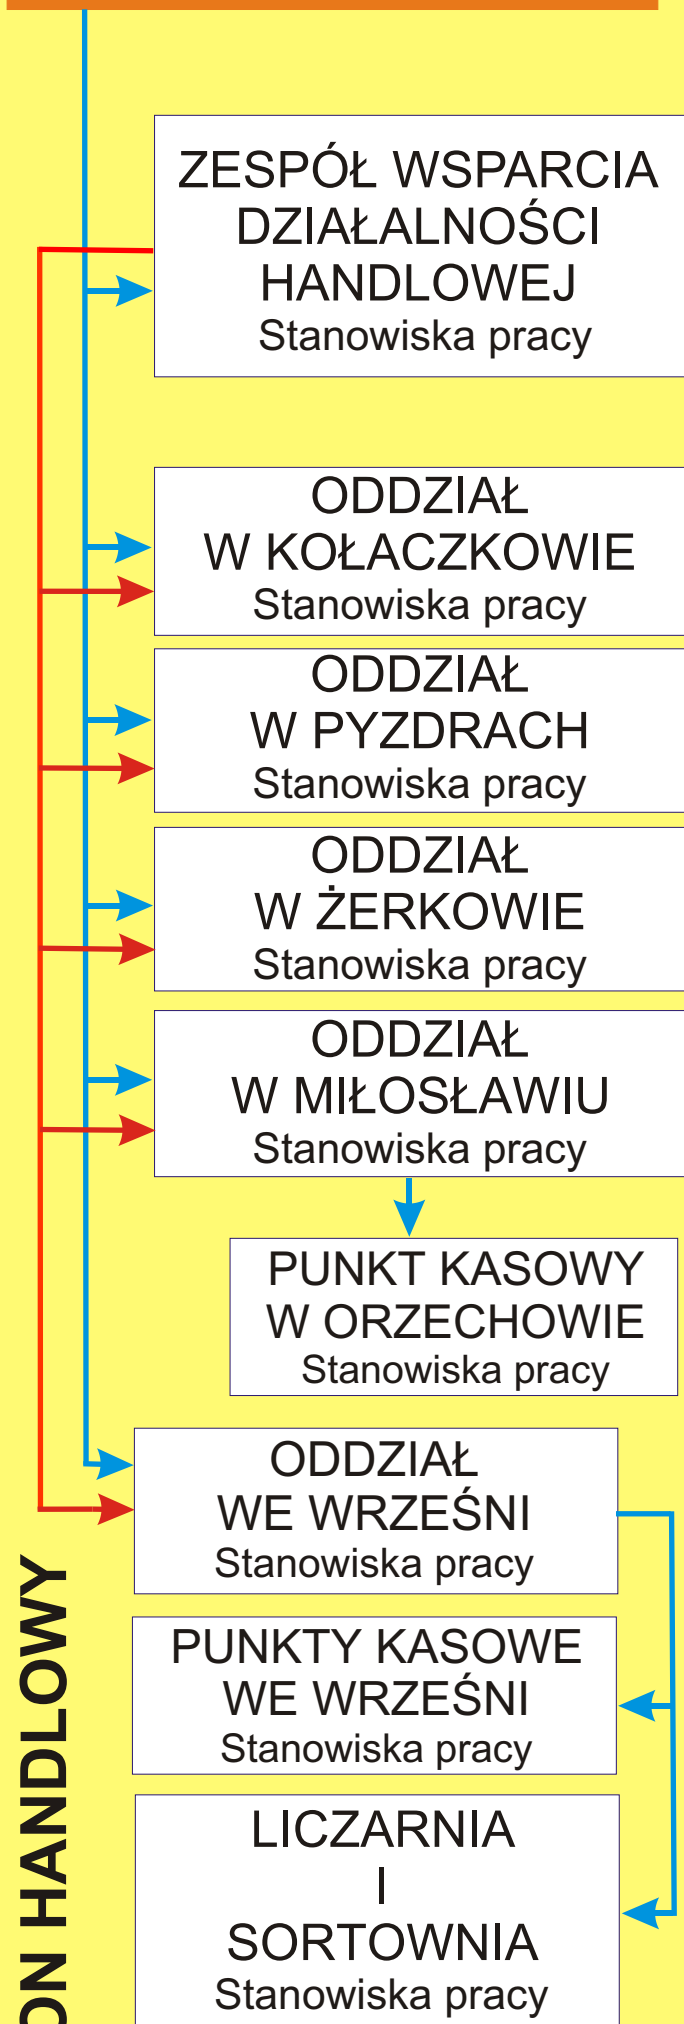 ZESPÓŁ WSPARCIA
DZIAŁALNOŚCI
HANDLOWEJ
Stanowiska pracy
ODDZIAŁ
W KOŁACZKOWIE
Stanowiska pracy
ODDZIAŁ
W PYZDRACH
Stanowiska pracy
ODDZIAŁ
W ŻERKOWIE
Stanowiska pracy
ODDZIAŁ
W MIŁOSŁAWIU
Stanowiska pracy
PUNKT KASOWY
W ORZECHOWIE
Stanowiska pracy
ODDZIAŁ
WE WRZEŚNI
Stanowiska pracy
PUNKTY KASOWE
WE WRZEŚNI
Stanowiska pracy
LICZARNIA
I
SORTOWNIA
Stanowiska pracy
HANDLOWY